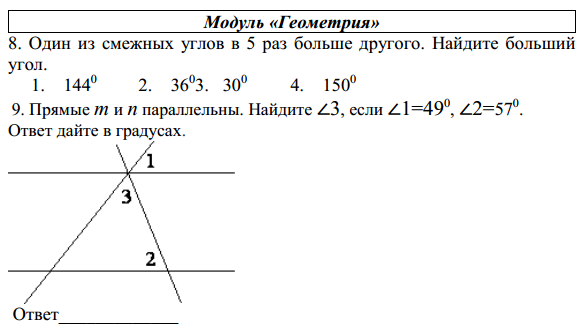 Модуль «Геометрия»
8. Один из смежных углов в 5 раз больше другого. Найдите больший
угол.
1. 144⁰ 2. 36⁰3. 30⁰ 4. 150⁰
9. Прямые m и n параллельны. Найдите ∠3, если ∠1=49⁰, ∠2=57⁰.
Ответ дайте в градусах.
1
3
2
Ответ______________